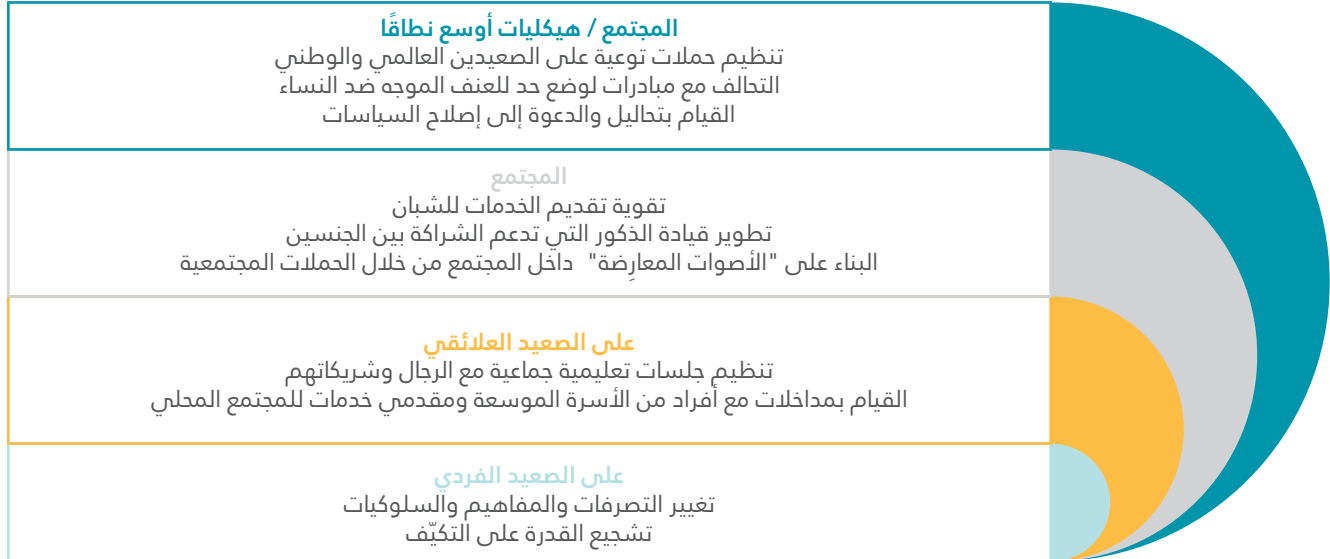 المجتمع / هيكليات أوسع نطاقًا
تنظيم حملات توعية على الصعيدين العالمي والوطني
التحالف مع مبادرات لوضع حد للعنف الموجه ضد النساء
القيام بتحاليل والدعوة إلى إصلاح السياسات
المجتمع
تقوية تقديم الخدمات للشبان
تطوير قيادة الذكور التي تدعم الشراكة بين الجنسين
البناء على "الأصوات المعارِضة" داخل المجتمع من خلال الحملات المجتمعية
على الصعيد العلائقي
تنظيم جلسات تعليمية جماعية مع الرجال وشريكاتهم
القيام بمداخلات مع أفراد من الأسرة الموسعة ومقدمي خدمات للمجتمع المحلي
على الصعيد الفردي
تغيير التصرفات والمفاهيم والسلوكيات
تشجيع القدرة على التكيّف